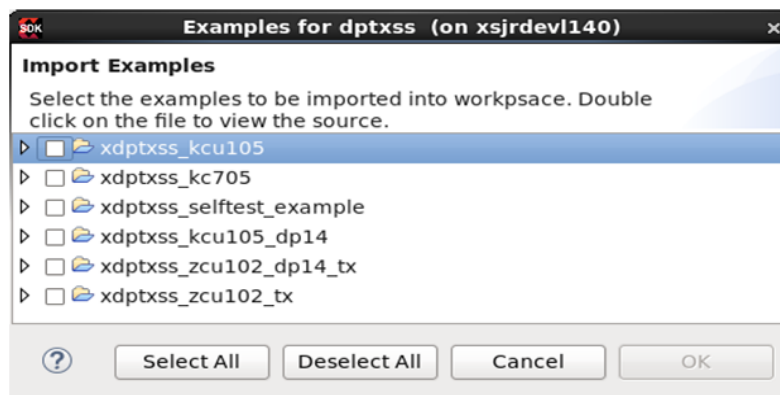 SDK Examples for dptxss (on xsjrdevl140) x
Import Examples
Select the examples to be imported into workpsace. Double
click on the file to view the source.
xdptxss_kcu105
xdptxss_kc705
xdptxss_selftest_example
xdptxss_kcu105_dp14
xdptxss_zcu102_dp14_tx
xdptxss_zcu102_tx
? Select All Deselect All Cancel OK